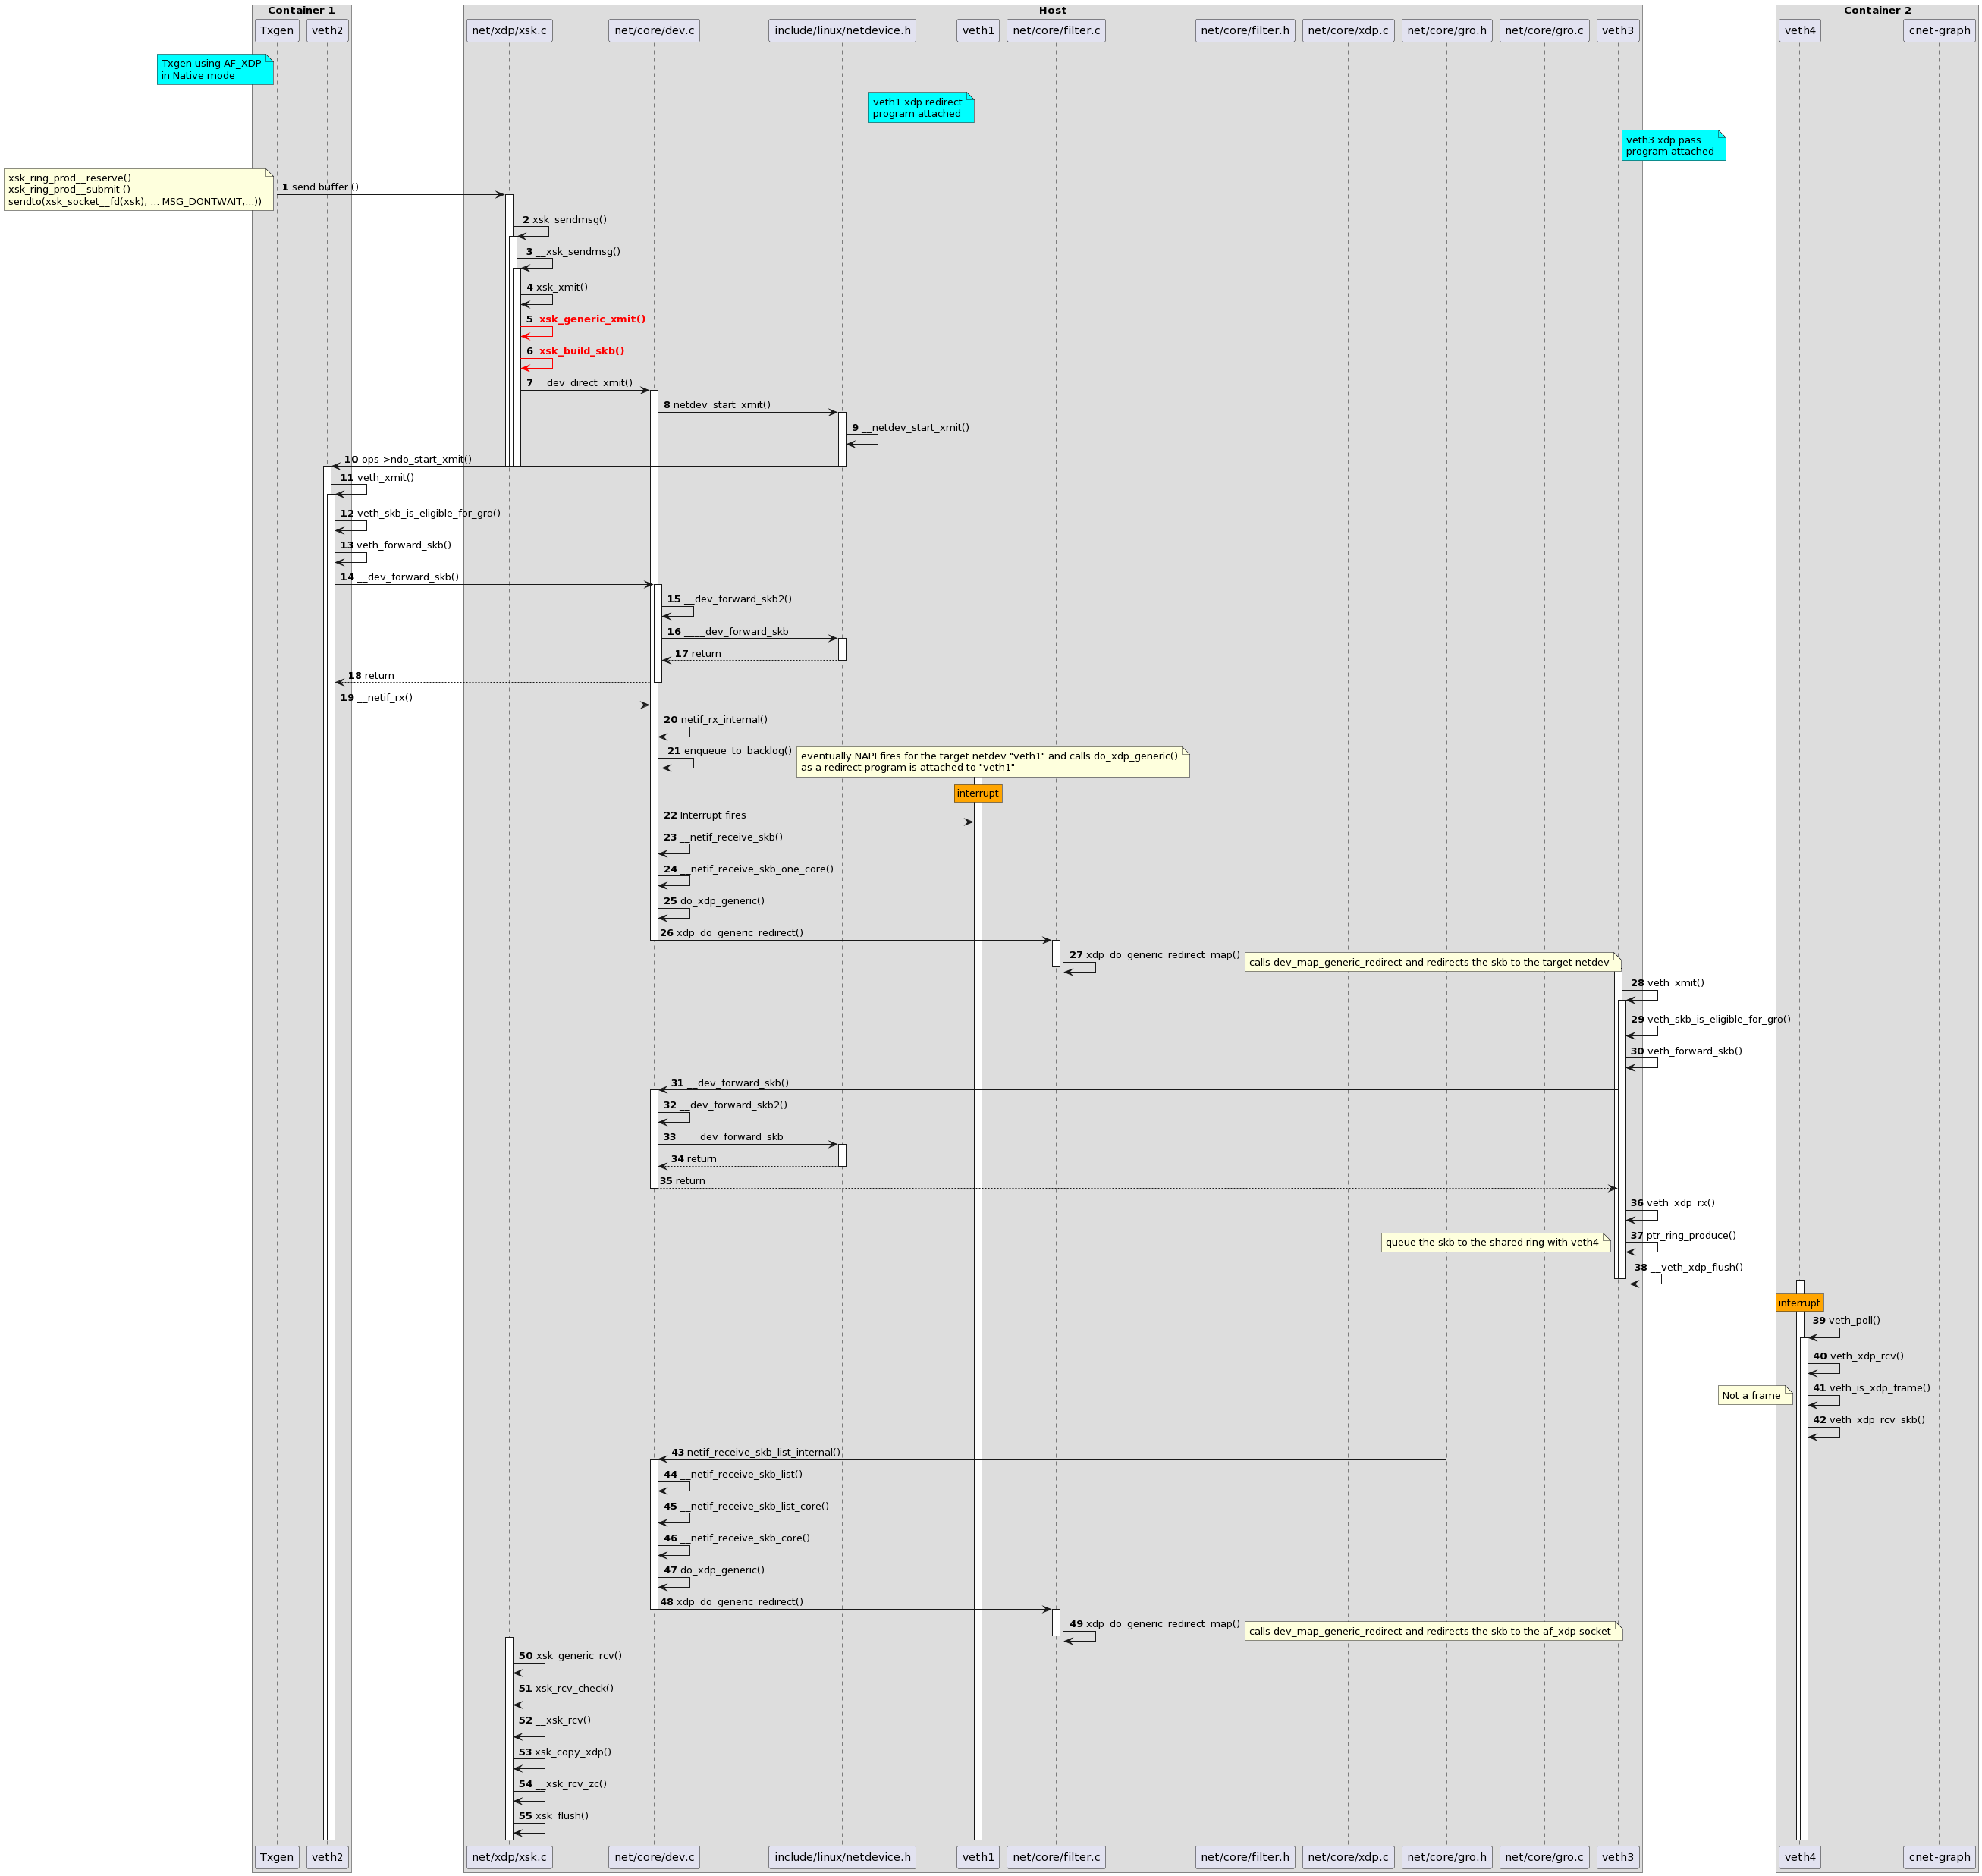 Container 1
Host
Container 2
Txgen
veth2
net/xdp/xsk.c
net/core/dev.c
include/linux/netdevice.h
veth1
net/core/filter.c
net/core/filter.h
net/core/xdp.c
net/core/gro.h
net/core/gro.c
veth3
veth4
cnet-graph
Txgen using AF_XDP
in Native mode
veth1 xdp redirect
program attached
veth3 xdp pass
program attached
xsk_ring_prod__reserve()
xsk_ring_prod__submit ()
sendto(xsk_socket__fd(xsk), ... MSG_DONTWAIT,...))
1 send buffer ()
2 xsk_sendmsg()
3 __xsk_sendmsg()
4 xsk_xmit()
5 xsk_generic_xmit()
6 xsk_build_skb()
7 __dev_direct_xmit()
8 netdev_start_xmit()
9 __netdev_start_xmit()
10 ops->ndo_start_xmit()
11 veth_xmit()
12 veth_skb_is_eligible_for_gro()
13 veth_forward_skb()
14 __dev_forward_skb()
15 __dev_forward_skb2()
16 ____dev_forward_skb
17 return
18 return
19 __netif_rx()
20 netif_rx_internal()
21 enqueue_to_backlog()
eventually NAPI fires for the target netdev "veth1" and calls do_xdp_generic()
as a redirect program is attached to "veth1"
interrupt
22 Interrupt fires
23 __netif_receive_skb()
24 __netif_receive_skb_one_core()
25 do_xdp_generic()
26 xdp_do_generic_redirect()
27 xdp_do_generic_redirect_map()
calls dev_map_generic_redirect and redirects the skb to the target netdev
28 veth_xmit()
29 veth_skb_is_eligible_for_gro()
30 veth_forward_skb()
31 __dev_forward_skb()
32 __dev_forward_skb2()
33 ____dev_forward_skb
34 return
35 return
36 veth_xdp_rx()
queue the skb to the shared ring with veth4
37 ptr_ring_produce()
38 __veth_xdp_flush()
interrupt
39 veth_poll()
40 veth_xdp_rcv()
Not a frame
41 veth_is_xdp_frame()
42 veth_xdp_rcv_skb()
43 netif_receive_skb_list_internal()
44 __netif_receive_skb_list()
45 __netif_receive_skb_list_core()
46 __netif_receive_skb_core()
47 do_xdp_generic()
48 xdp_do_generic_redirect()
49 xdp_do_generic_redirect_map()
calls dev_map_generic_redirect and redirects the skb to the af_xdp socket
50 xsk_generic_rcv()
51 xsk_rcv_check()
52 __xsk_rcv()
53 xsk_copy_xdp()
54 __xsk_rcv_zc()
55 xsk_flush()
Txgen
veth2
net/xdp/xsk.c
net/core/dev.c
include/linux/netdevice.h
veth1
net/core/filter.c
net/core/filter.h
net/core/xdp.c
net/core/gro.h
net/core/gro.c
veth3
veth4
cnet-graph